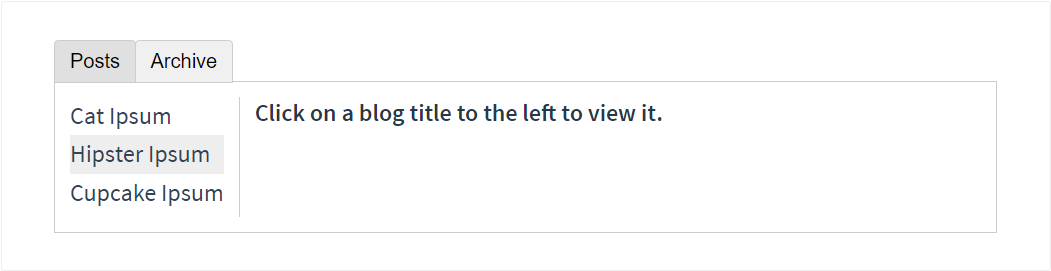 Posts Archive
Cat Ipsum
Click on a blog title to the left to view it.
Hipster Ipsum
Cupcake Ipsum